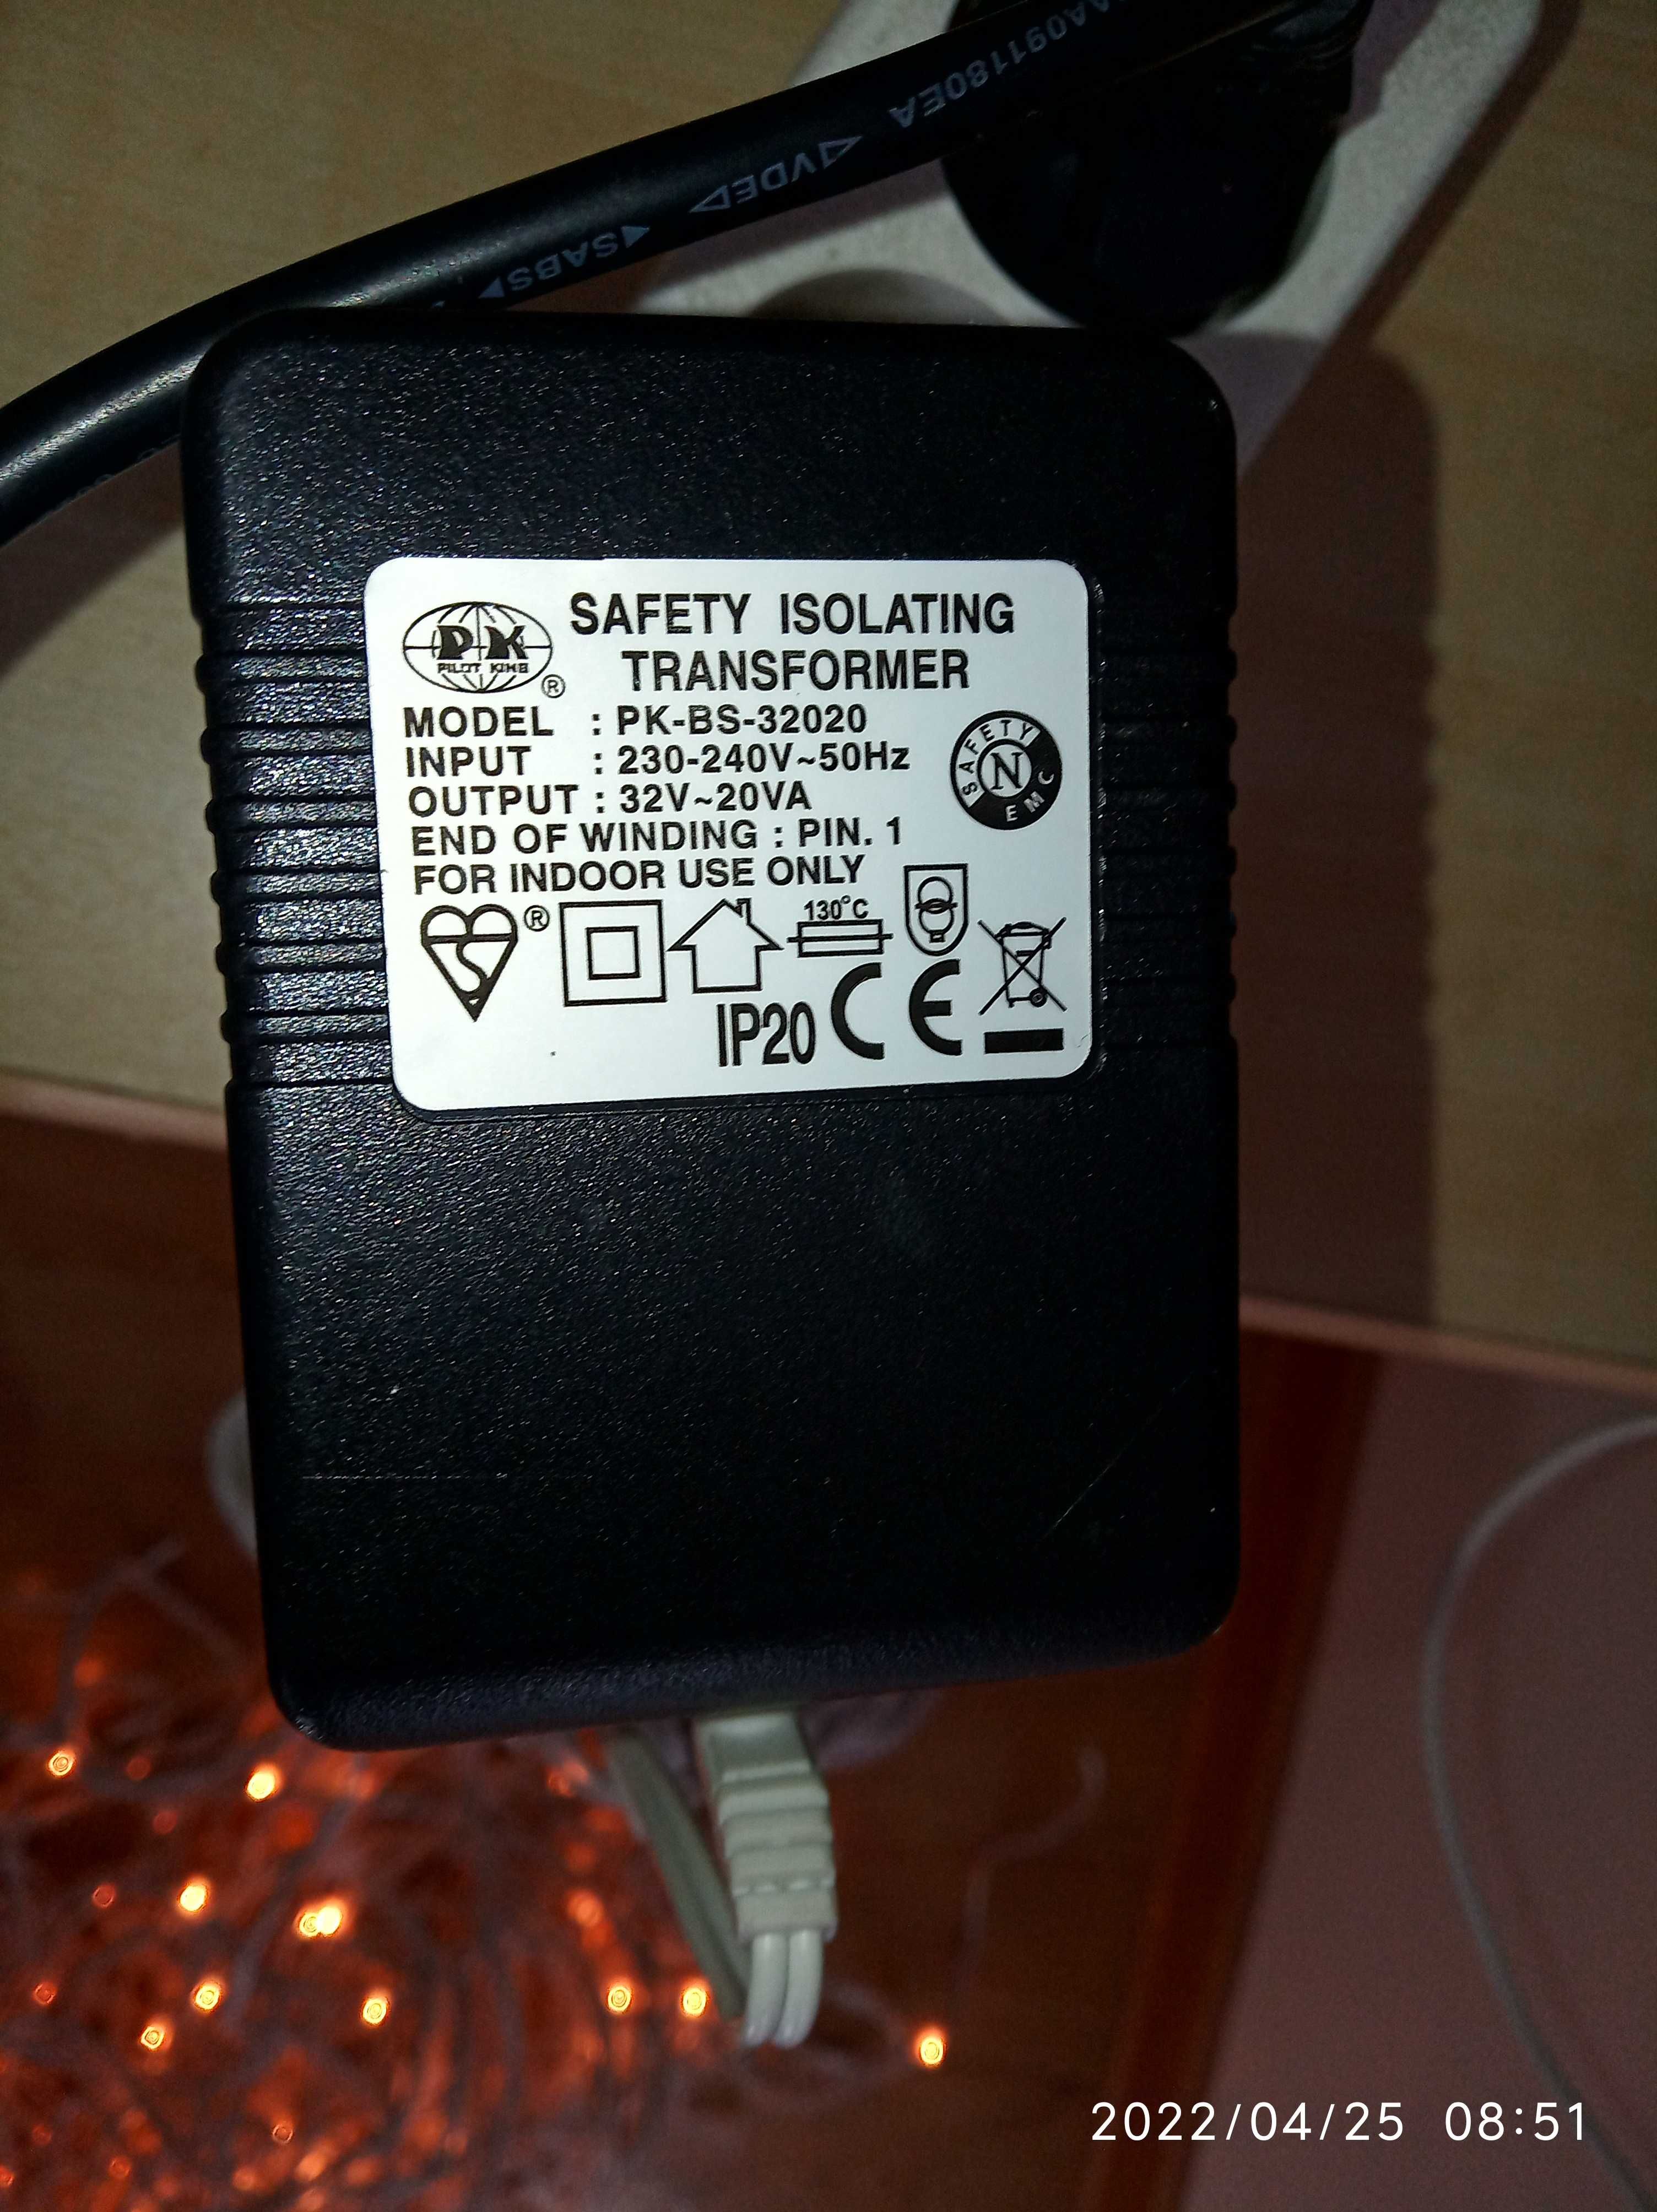 AA091180EA
VDE
SABS
PK
PILOT KING
®
SAFETY ISOLATING
TRANSFORMER
MODEL : PK-BS-32020
INPUT : 230-240V~50Hz
OUTPUT : 32V~20VA
END OF WINDING : PIN. 1
FOR INDOOR USE ONLY
SAFETY
N
EMC
®
130°C
IP20
CE
2022/04/25 08:51